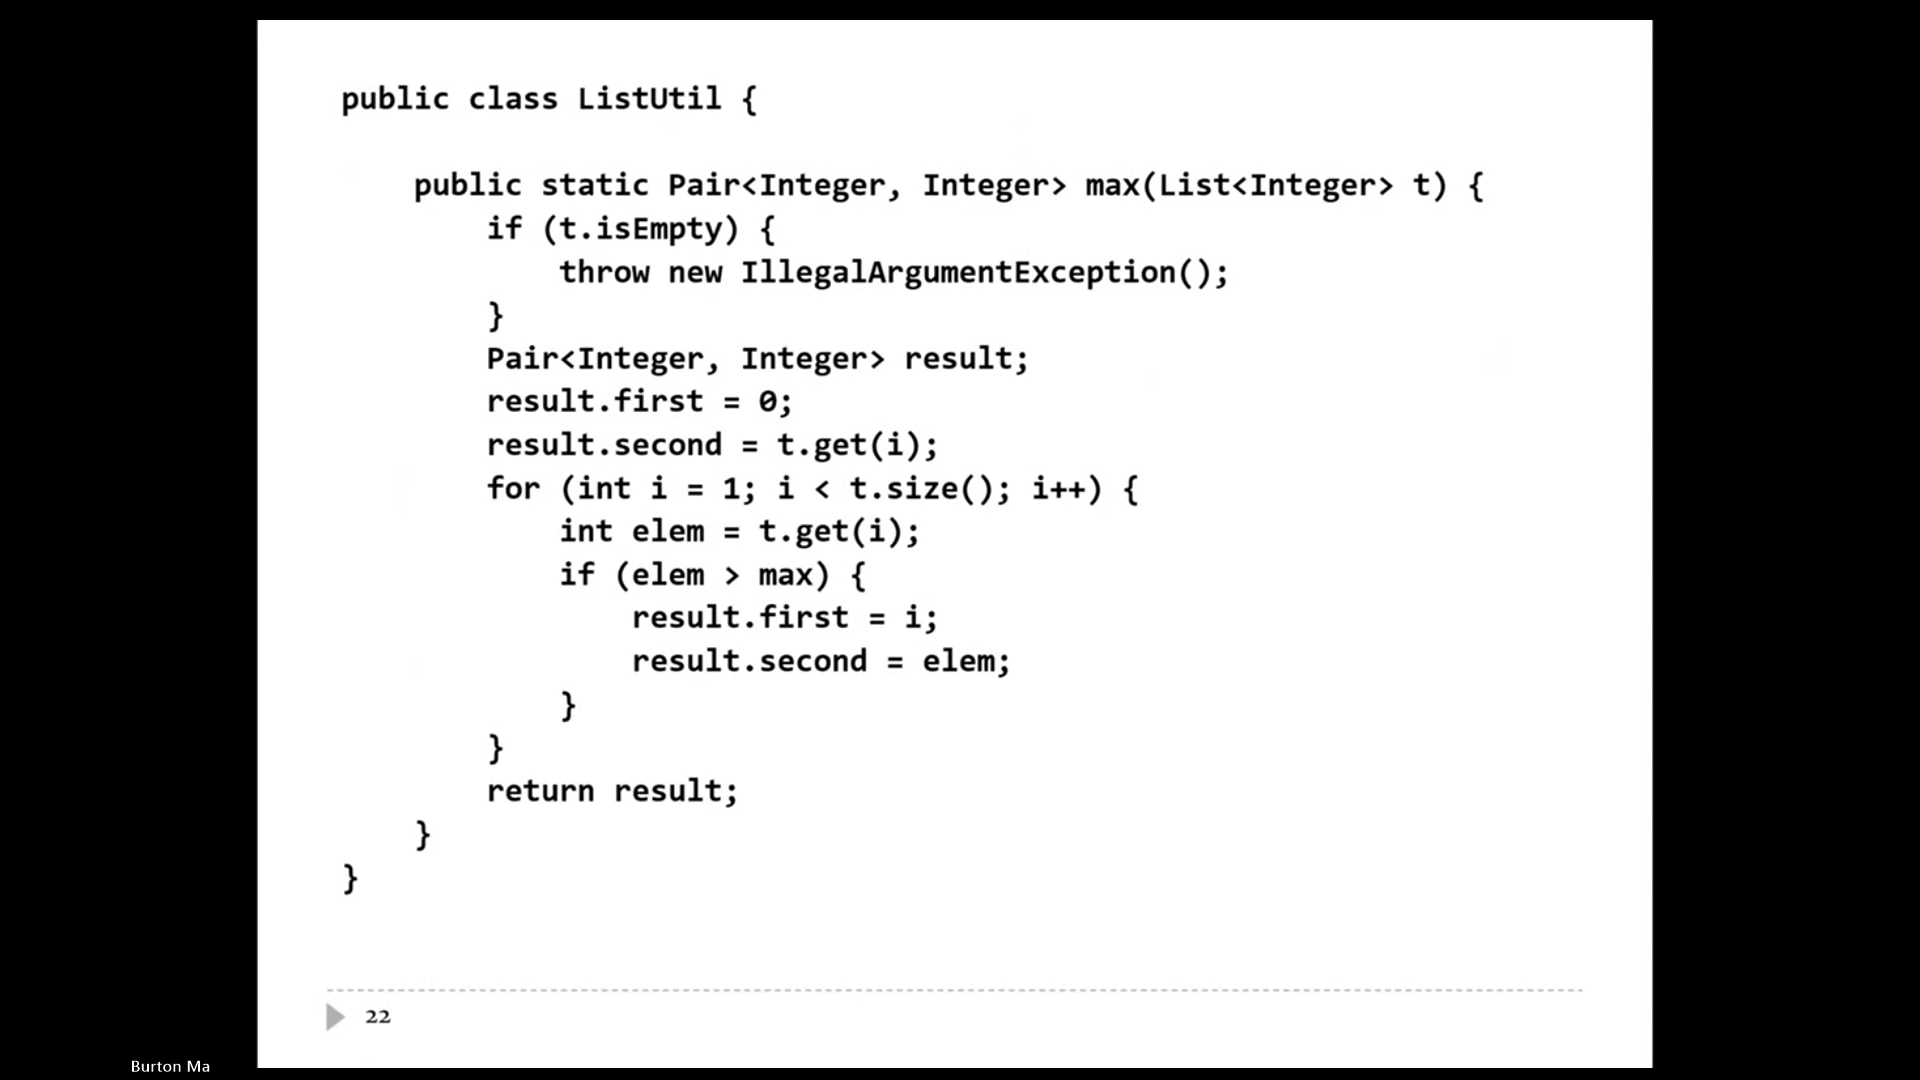 public class ListUtil {
public static Pair<Integer, Integer> max(List<Integer> t) {
if (t.isEmpty) {
throw new IllegalArgumentException();
}
Pair<Integer, Integer> result;
result.first = 0;
result.second = t.get(i);
for (int i = 1; i < t.size(); i++) {
int elem = t.get(i);
if (elem > max) {
result.first = i;
result.second = elem;
}
}
return result;
}
}
22
Burton Ma